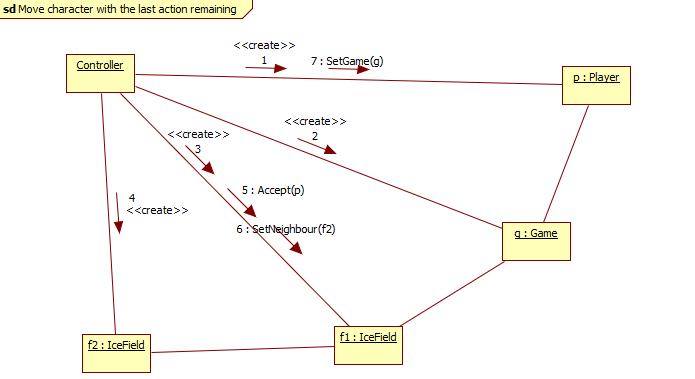 sd Move character with the last action remaining
<<create>>
1
7 : SetGame(g)
Controller
p : Player
<<create>>
2
<<create>>
3
4
<<create>>
5 : Accept(p)
6 : SetNeighbour(f2)
g : Game
f2 : IceField
f1 : IceField